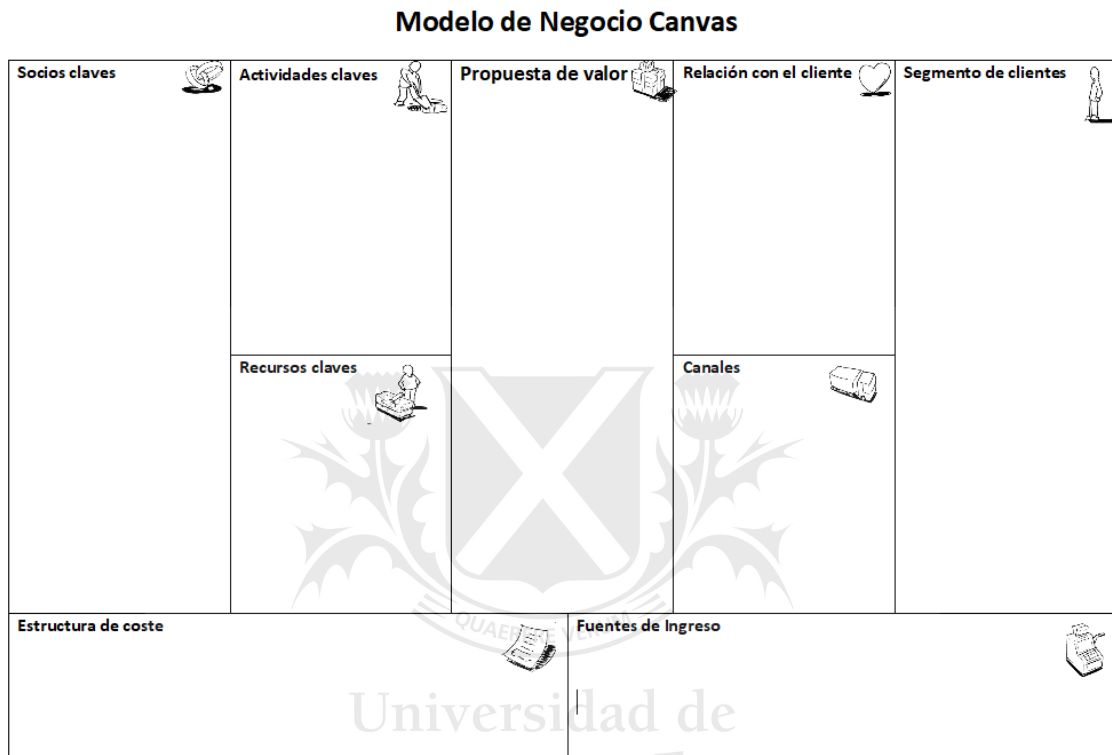 Modelo de Negocio Canvas
Socios claves
Actividades claves
Propuesta de valor
Relación con el cliente
Segmento de clientes
Recursos claves
Canales
Estructura de coste
Fuentes de Ingreso
Universidad de